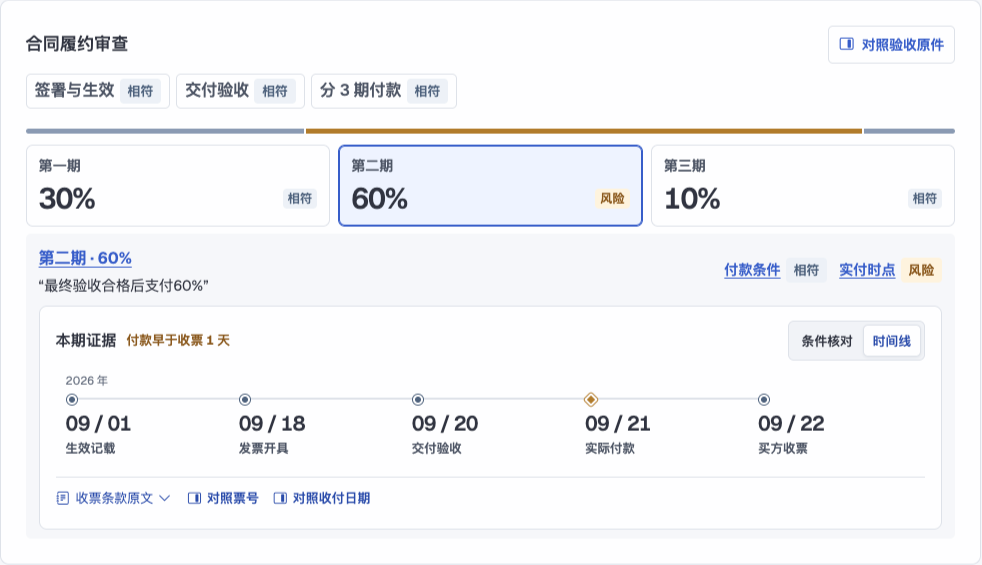 合同履约审查
对照验收原件
签署与生效 相符 交付验收 相符 分 3 期付款 相符
第一期
30% 相符
第二期
60% 风险
第三期
10% 相符
第二期 · 60%
“最终验收合格后支付60%”
付款条件 相符 实付时点 风险
本期证据 付款早于收票 1 天
条件核对 时间线
2026 年
09 / 01
生效记载
09 / 18
发票开具
09 / 20
交付验收
09 / 21
实际付款
09 / 22
买方收票
收票条款原文 对照票号 对照收付日期